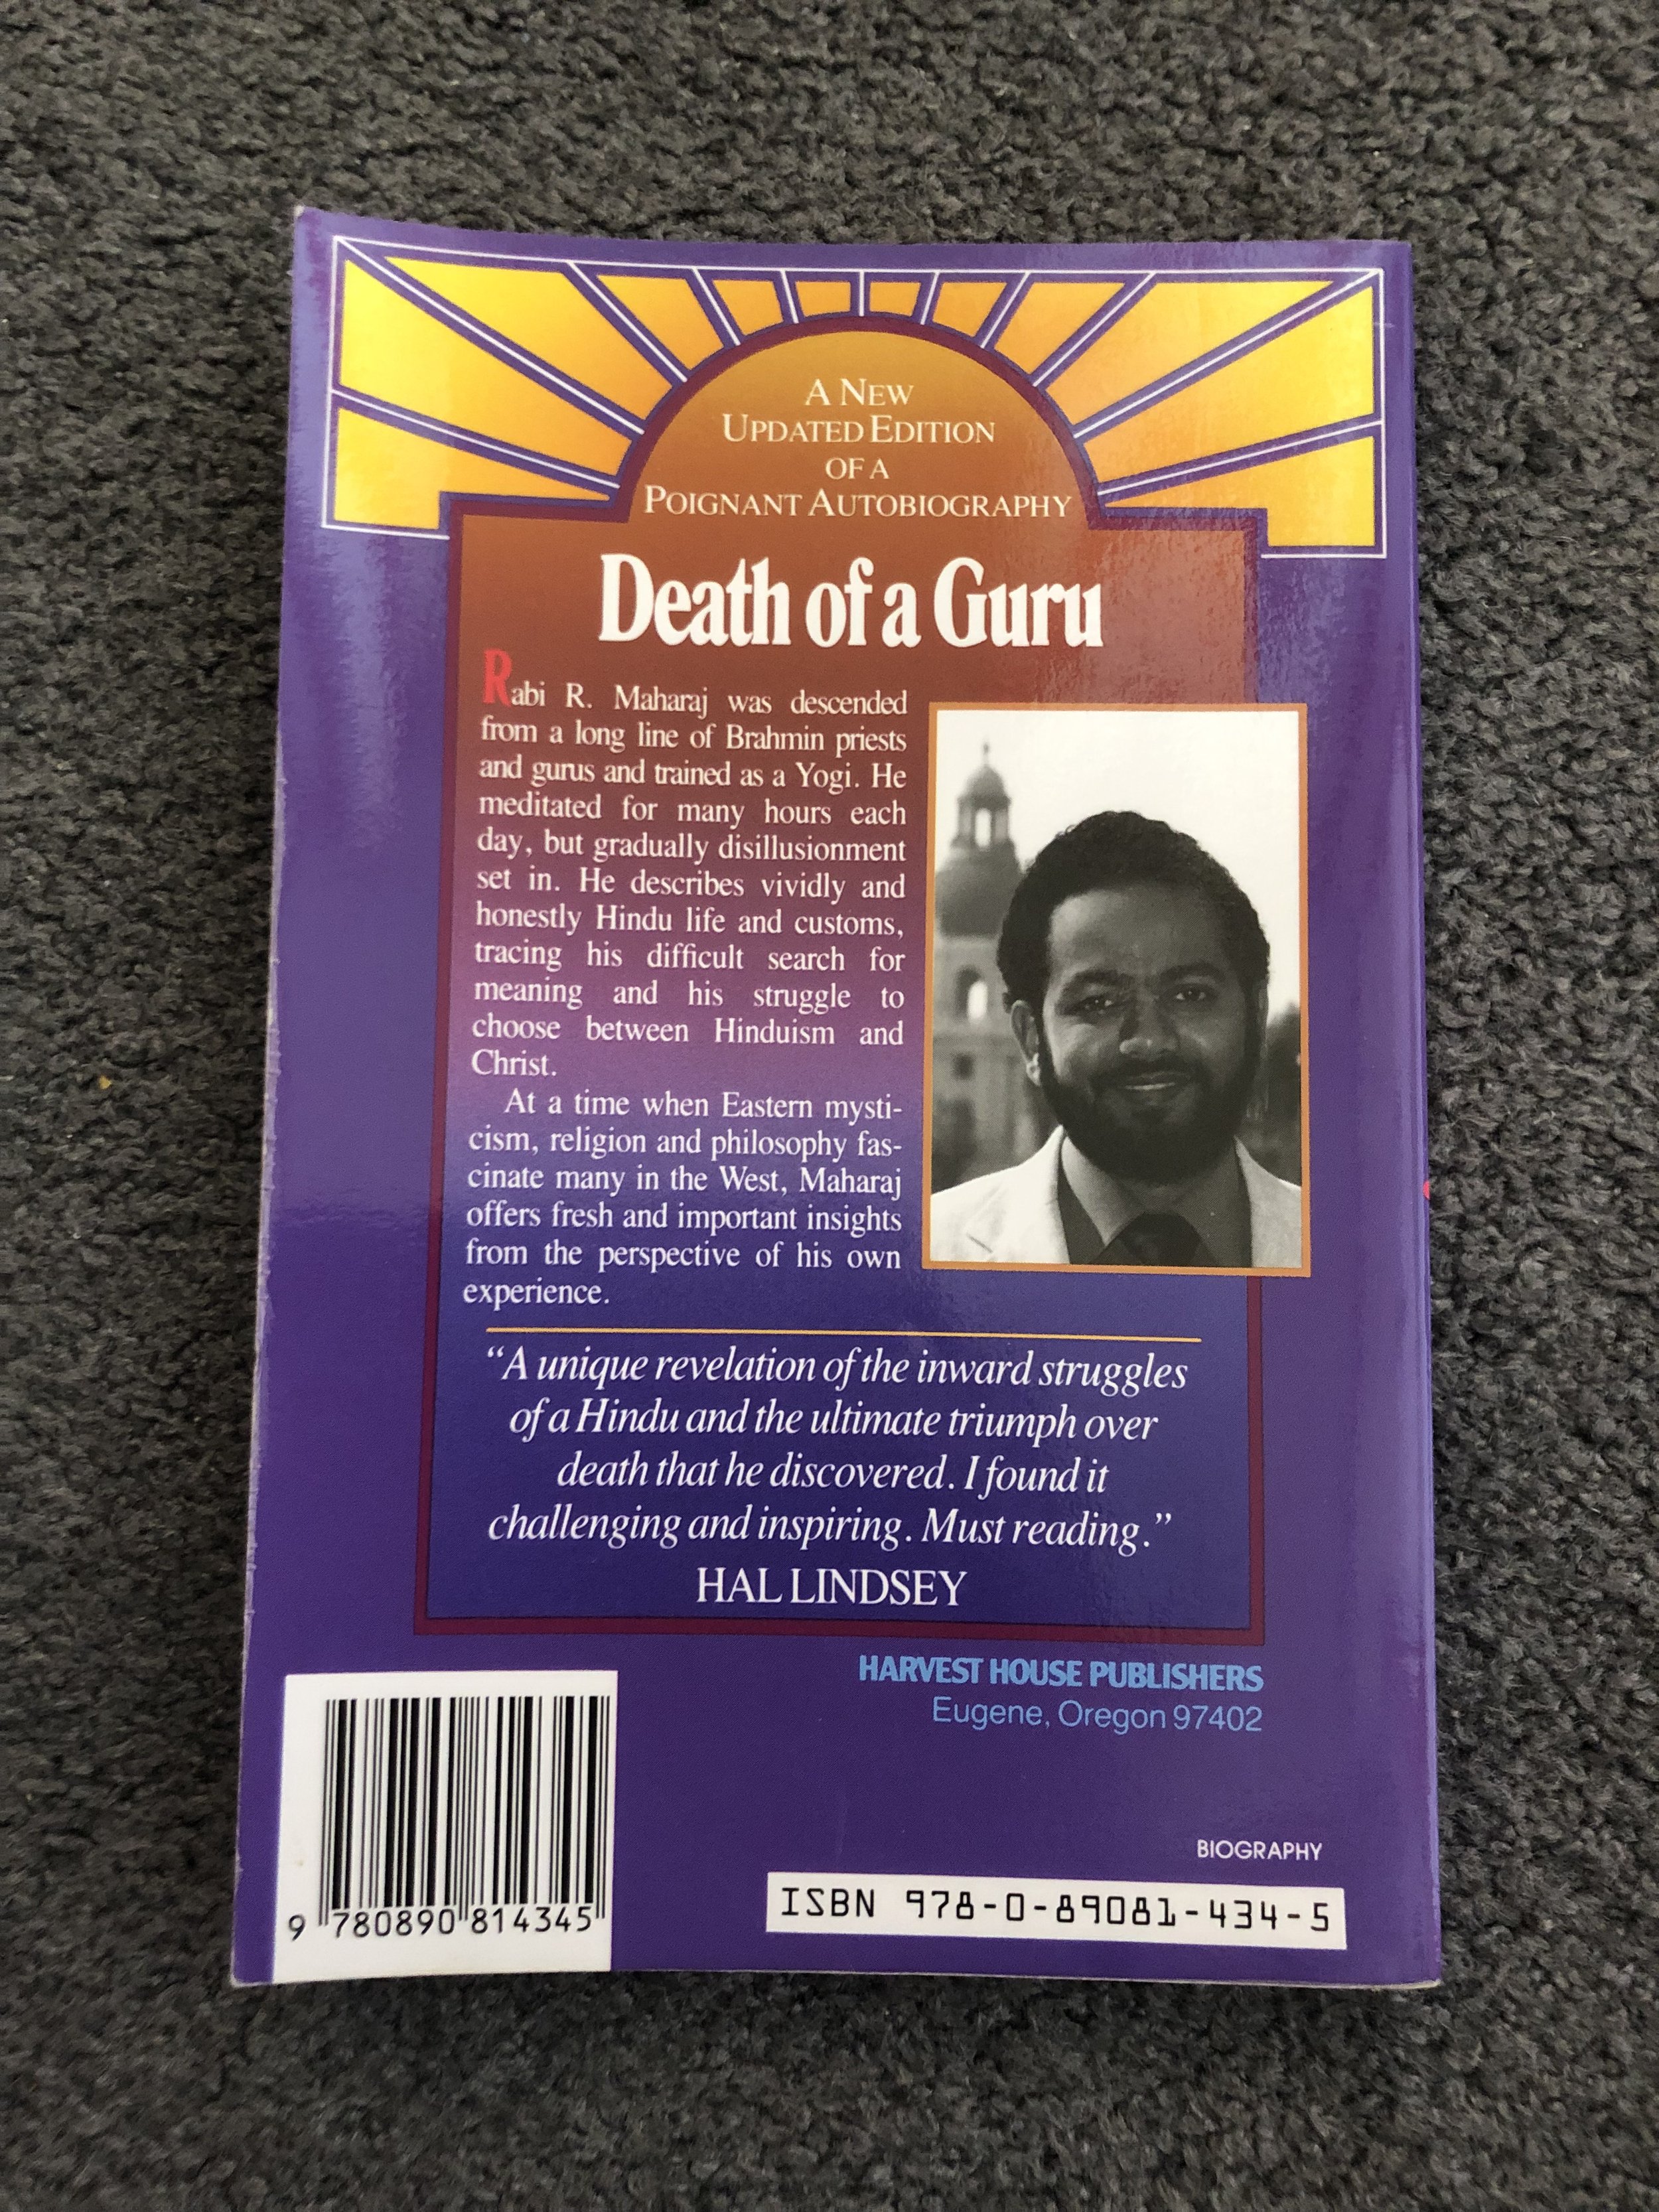 A NEW
UPDATED EDITION
OF A
POIGNANT AUTOBIOGRAPHY
Death of a Guru
Rabi R. Maharaj was descended
from a long line of Brahmin priests
and gurus and trained as a Yogi. He
meditated for many hours each
day, but gradually disillusionment
set in. He describes vividly and
honestly Hindu life and customs,
tracing his difficult search for
meaning and his struggle to
choose between Hinduism and
Christ.
At a time when Eastern mysti-
cism, religion and philosophy fas-
cinate many in the West, Maharaj
offers fresh and important insights
from the perspective of his own
experience.
“A unique revelation of the inward struggles
of a Hindu and the ultimate triumph over
death that he discovered. I found it
challenging and inspiring. Must reading.”
HAL LINDSEY
HARVEST HOUSE PUBLISHERS
Eugene, Oregon 97402
BIOGRAPHY
ISBN 978-0-89081-434-5
9 780890 814345